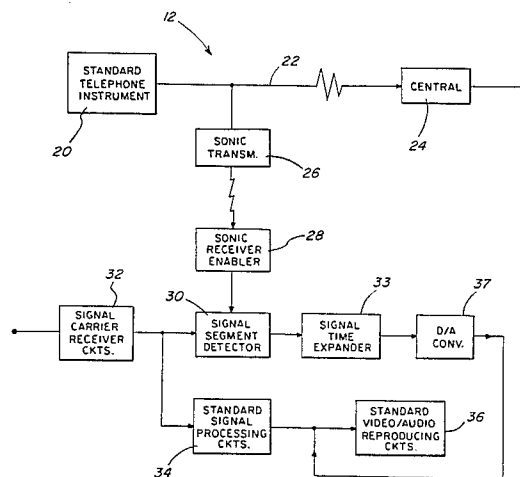 12
STANDARD
TELEPHONE
INSTRUMENT
20
22
CENTRAL
24
SONIC
TRANSM.
26
SONIC
RECEIVER
ENABLER
28
32
SIGNAL
CARRIER
RECEIVER
CKTS.
30
SIGNAL
SEGMENT
DETECTOR
33
SIGNAL
TIME
EXPANDER
37
D/A
CONV.
STANDARD
SIGNAL
PROCESSING
CKTS.
34
STANDARD
VIDEO/AUDIO
REPRODUCING
CKTS.
36